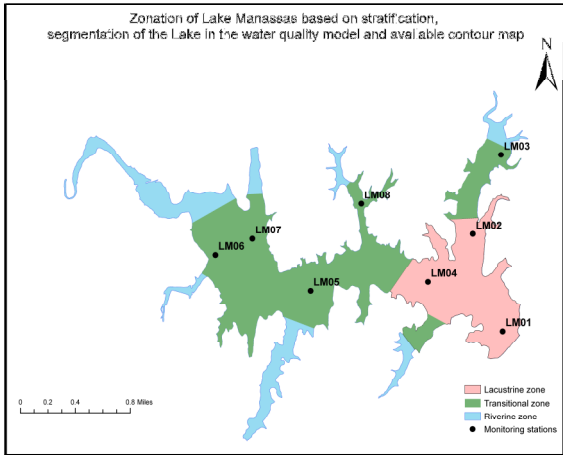 Zonation of Lake Manassas based on stratification,
segmentation of the Lake in the water quality model and available contour map
N
LM03
LM08
LM02
LM07
LM06
LM04
LM05
LM01
Lacustrine zone
Transitional zone
Riverine zone
Monitoring stations
0 0.2 0.4 0.8 Miles